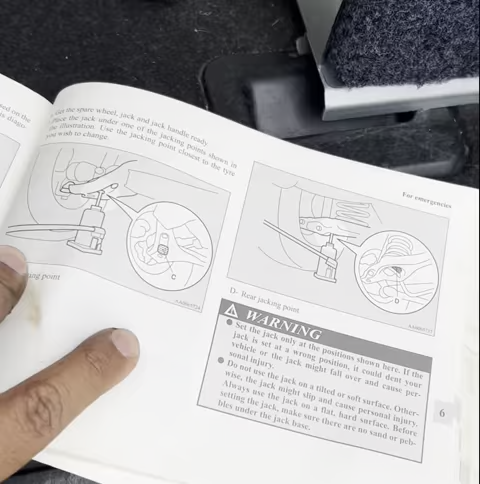 sed on the
Get the spare wheel, jack and jack handle ready.
Place the jack under one of the jacking points shown in
the illustration. Use the jacking point closest to the tyre
you wish to change.
C
king point
For emergencies
D
D- Rear jacking point
WARNING
● Set the jack only at the positions shown here. If the
jack is set at a wrong position, it could dent your
vehicle or the jack might fall over and cause per-
sonal injury.
● Do not use the jack on a tilted or soft surface. Other-
wise, the jack might slip and cause personal injury.
Always use the jack on a flat, hard surface. Before
setting the jack, make sure there are no sand or peb-
bles under the jack base.
6